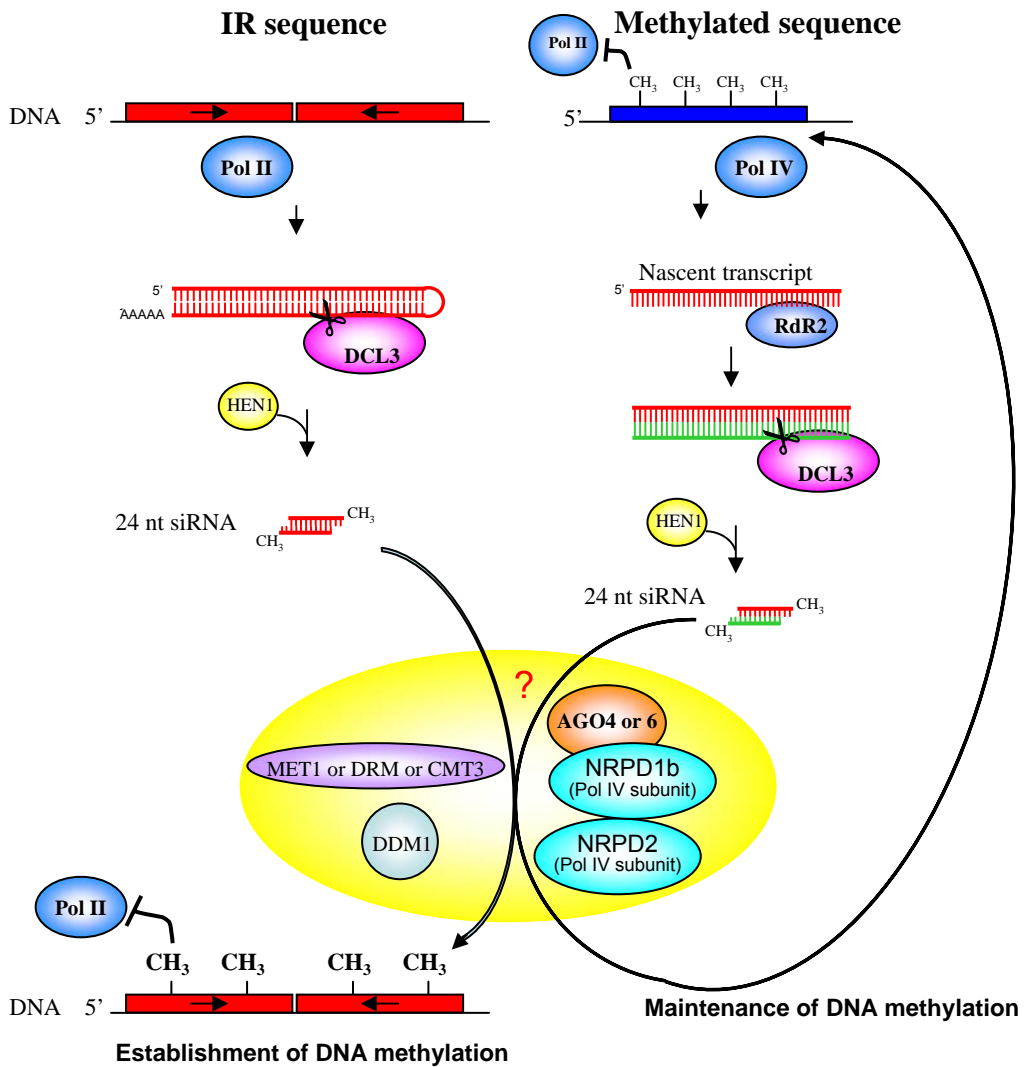 IR sequence
Methylated sequence
Pol II
CH3 CH3 CH3 CH3
DNA 5’
5’
Pol II
Pol IV
Nascent transcript
5'
5'
AAAAA
RdR2
DCL3
HEN1
DCL3
24 nt siRNA
CH3
CH3
HEN1
24 nt siRNA
CH3
CH3
?
AGO4 or 6
MET1 or DRM or CMT3
NRPD1b
(Pol IV subunit)
DDM1
NRPD2
(Pol IV subunit)
Pol II
CH3 CH3 CH3 CH3
DNA 5’
Maintenance of DNA methylation
Establishment of DNA methylation